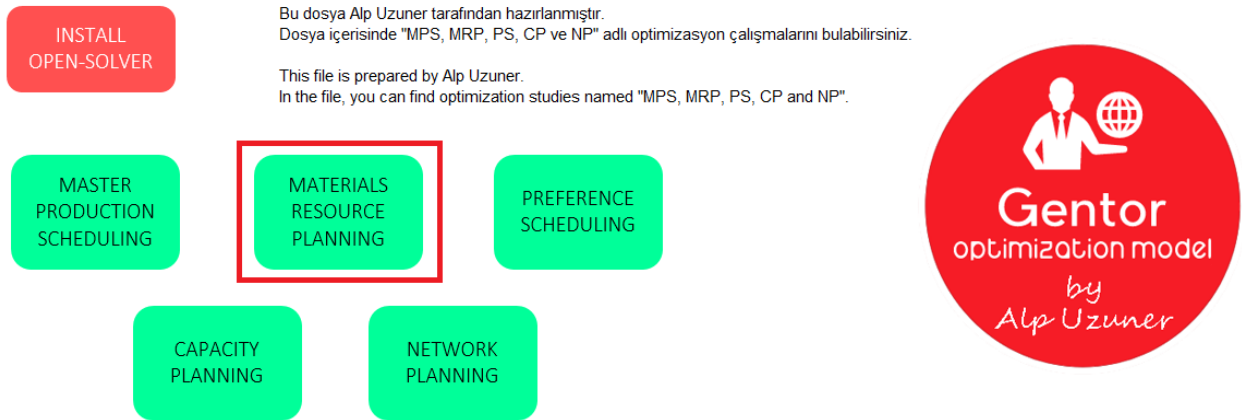 INSTALL
OPEN-SOLVER
Bu dosya Alp Uzuner tarafından hazırlanmıştır.
Dosya içerisinde "MPS, MRP, PS, CP ve NP" adlı optimizasyon çalışmalarını bulabilirsiniz.
This file is prepared by Alp Uzuner.
In the file, you can find optimization studies named "MPS, MRP, PS, CP and NP".
MASTER
PRODUCTION
SCHEDULING
MATERIALS
RESOURCE
PLANNING
PREFERENCE
SCHEDULING
CAPACITY
PLANNING
NETWORK
PLANNING
Gentor
optimization model
by
Alp Uzuner